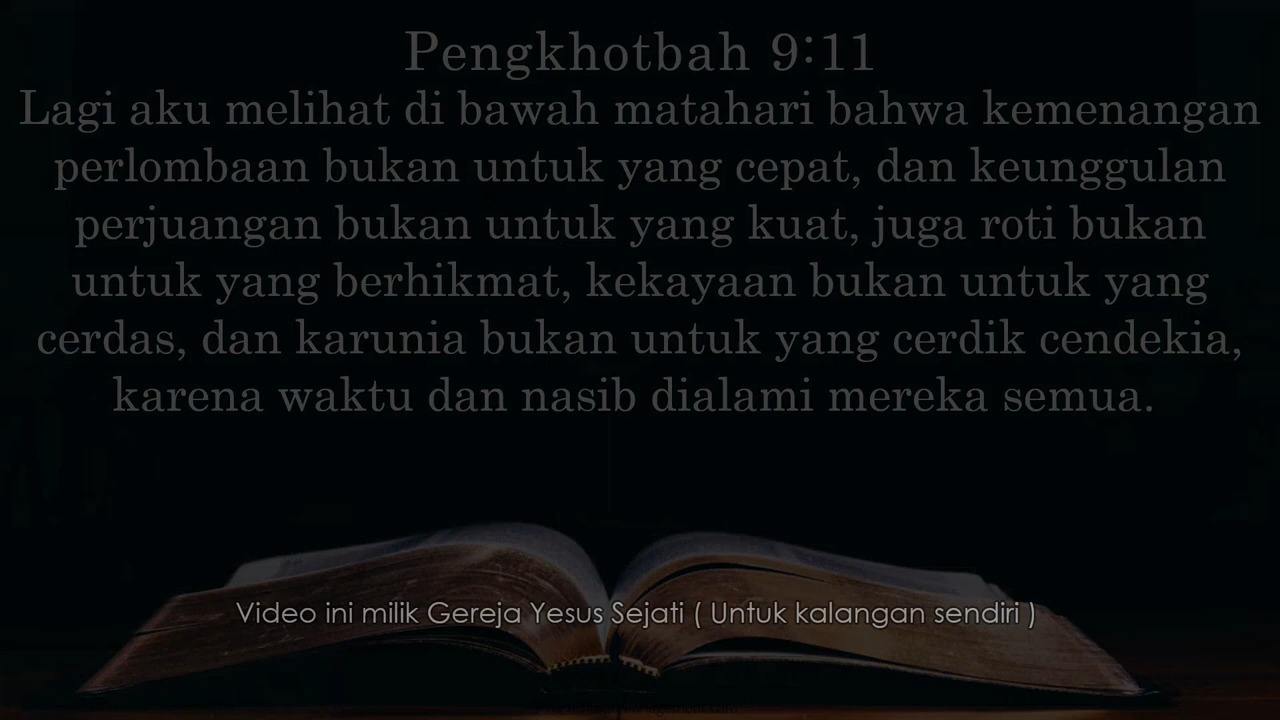 Pengkhotbah 9:11
Lagi aku melihat di bawah matahari bahwa kemenangan
perlombaan bukan untuk yang cepat, dan keunggulan
perjuangan bukan untuk yang kuat, juga roti bukan
untuk yang berhikmat, kekayaan bukan untuk yang
cerdas, dan karunia bukan untuk yang cerdik cendekia,
karena waktu dan nasib dialami mereka semua.
Video ini milik Gereja Yesus Sejati ( Untuk kalangan sendiri )